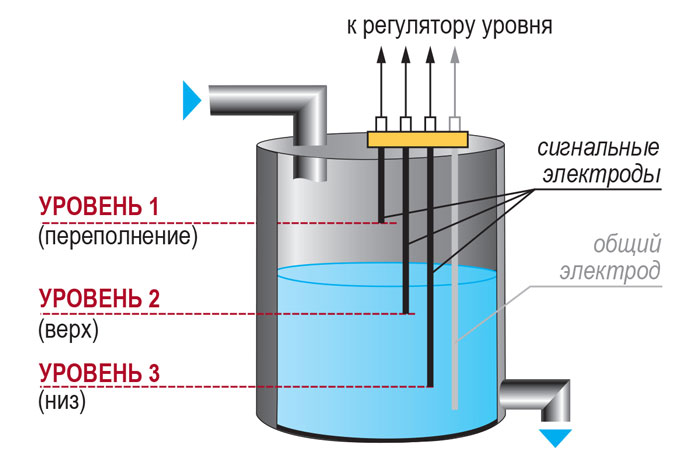 к регулятору уровня
сигнальные
электроды
УРОВЕНЬ 1
(переполнение)
общий
электрод
УРОВЕНЬ 2
(верх)
УРОВЕНЬ 3
(низ)